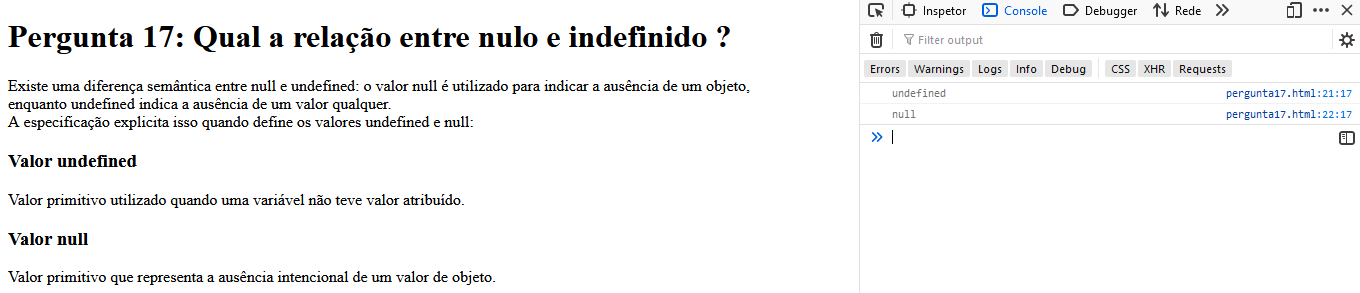 Pergunta 17: Qual a relação entre nulo e indefinido ?
Existe uma diferença semântica entre null e undefined: o valor null é utilizado para indicar a ausência de um objeto,
enquanto undefined indica a ausência de um valor qualquer.
A especificação explicita isso quando define os valores undefined e null:
Valor undefined
Valor primitivo utilizado quando uma variável não teve valor atribuído.
Valor null
Valor primitivo que representa a ausência intencional de um valor de objeto.
Inspetor Console Debugger Rede
Filter output
Errors Warnings Logs Info Debug CSS XHR Requests
undefined pergunta17.html:21:17
null pergunta17.html:22:17